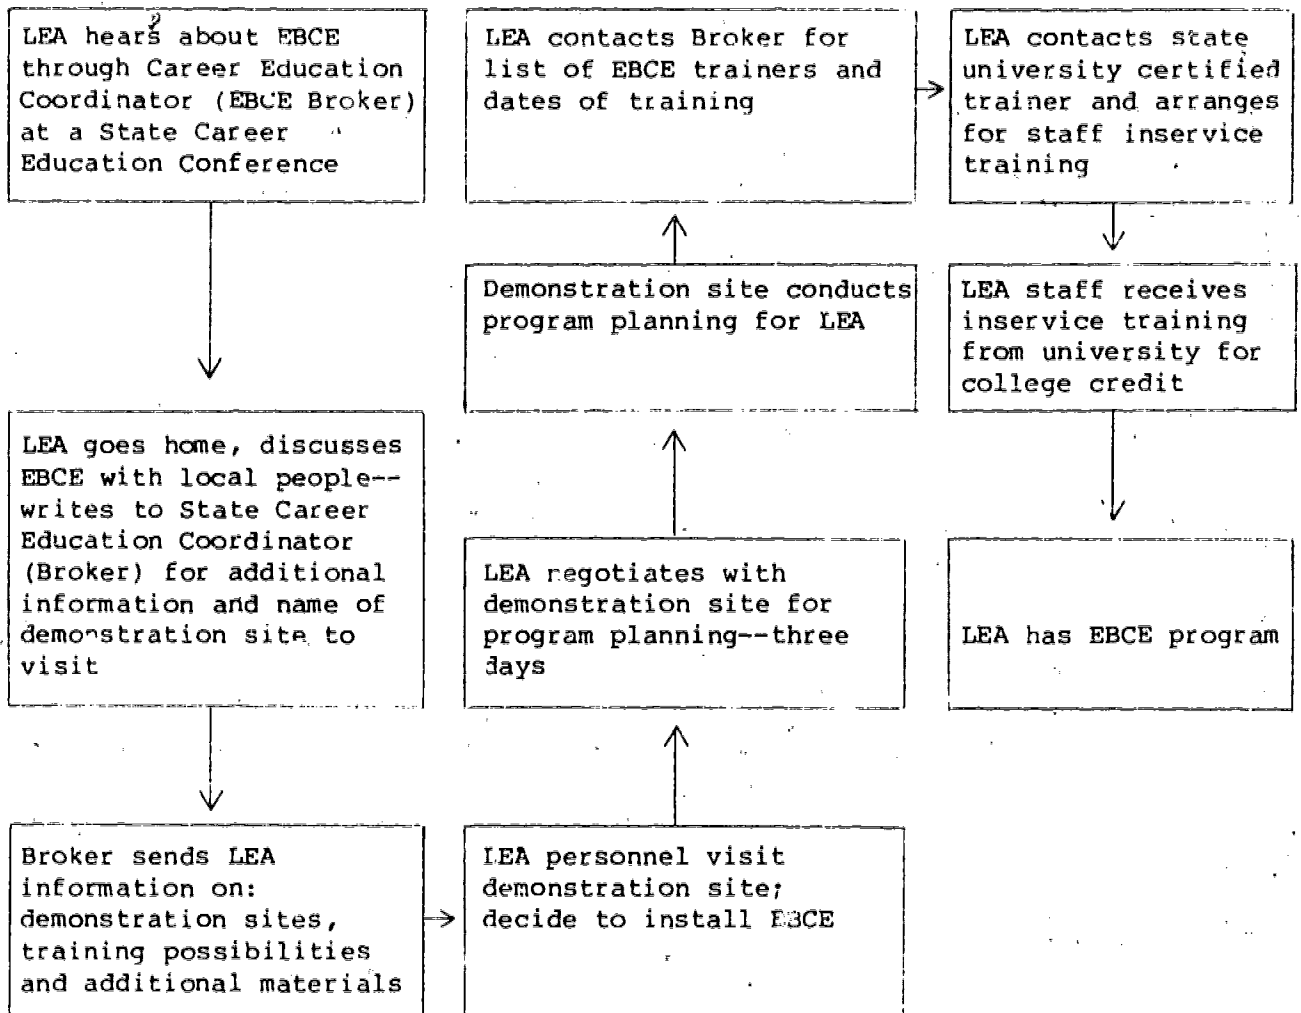 LEA hears about EBCE
through Career Education
Coordinator (EBCE Broker)
at a State Career
Education Conference
LEA goes home, discusses
EBCE with local people--
writes to State Career
Education Coordinator
(Broker) for additional
information and name of
demonstration site to
visit
Broker sends LEA
information on:
demonstration sites,
training possibilities
and additional materials
LEA personnel visit
demonstration site;
decide to install EBCE
LEA negotiates with
demonstration site for
program planning--three
days
Demonstration site conducts
program planning for LEA
LEA contacts Broker for
list of EBCE trainers and
dates of training
LEA contacts state
university certified
trainer and arranges
for staff inservice
training
LEA staff receives
inservice training
from university for
college credit
LEA has EBCE program